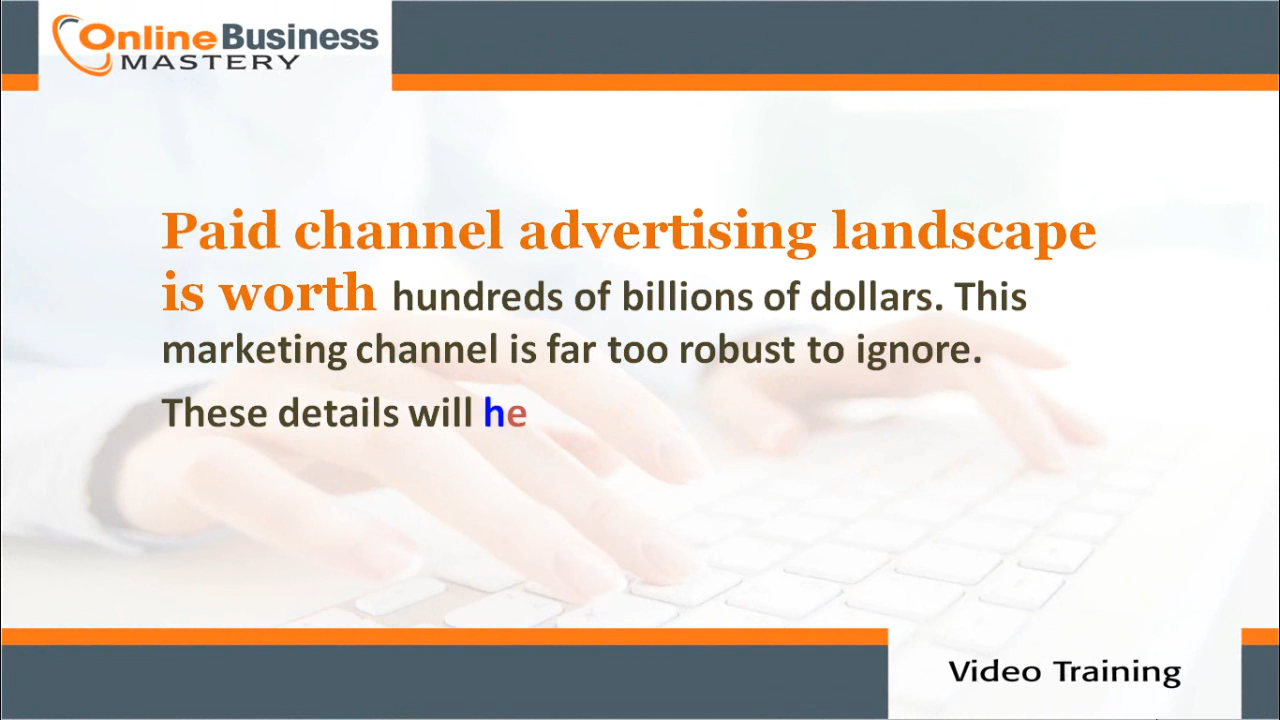 Online Business
MASTERY
Paid channel advertising landscape
is worth hundreds of billions of dollars. This
marketing channel is far too robust to ignore.
These details will he
Video Training